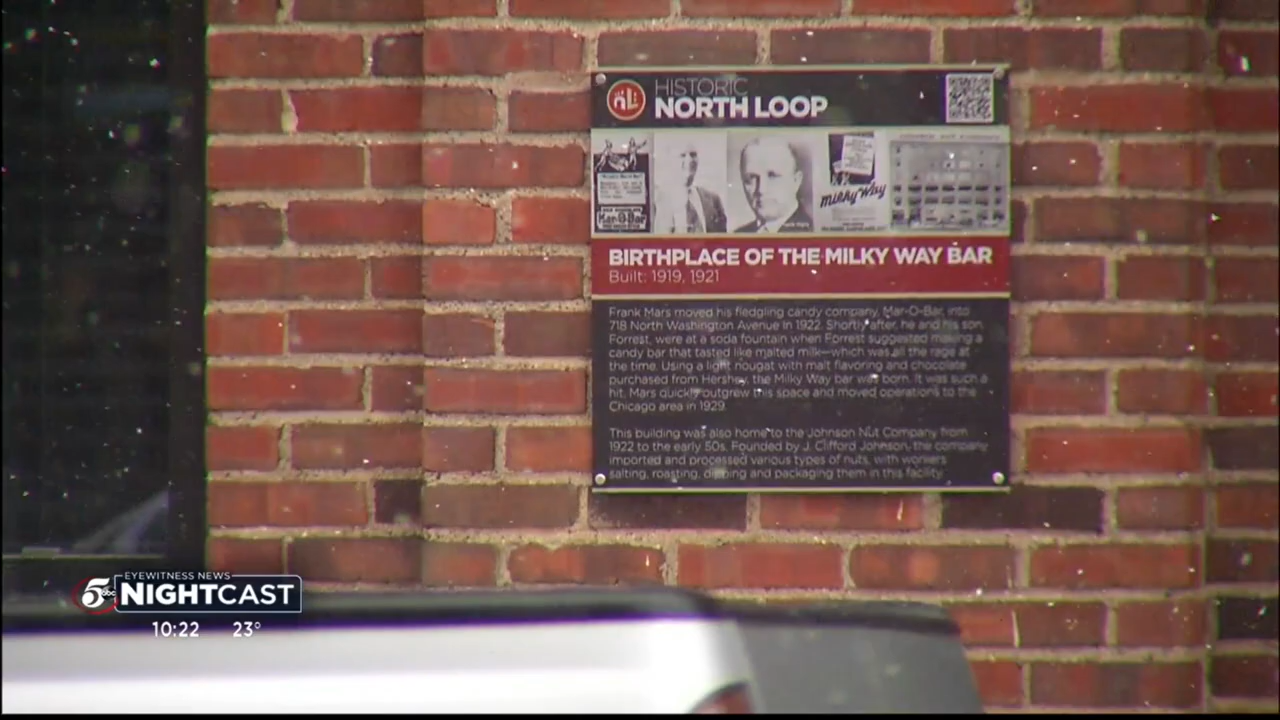 nL
HISTORIC
NORTH LOOP
Mar-O-Bar
Milky Way
BIRTHPLACE OF THE MILKY WAY BAR
Built: 1919, 1921
Frank Mars moved his fledgling candy company, Mar-O-Bar, into
718 North Washington Avenue in 1922. Shortly after, he and his son,
Forrest, were at a soda fountain when Forrest suggested making a
candy bar that tasted like malted milk—which was all the rage at
the time. Using a light nougat with malt flavoring and chocolate
purchased from Hershey, the Milky Way bar was born. It was such a
hit, Mars quickly outgrew this space and moved operations to the
Chicago area in 1929.
This building was also home to the Johnson Nut Company from
1922 to the early 50s. Founded by J. Clifford Johnson, the company
imported and processed various types of nuts, with workers
salting, roasting, dipping and packaging them in this facility.
EYEWITNESS NEWS
5 abc NIGHTCAST
10:22 23°